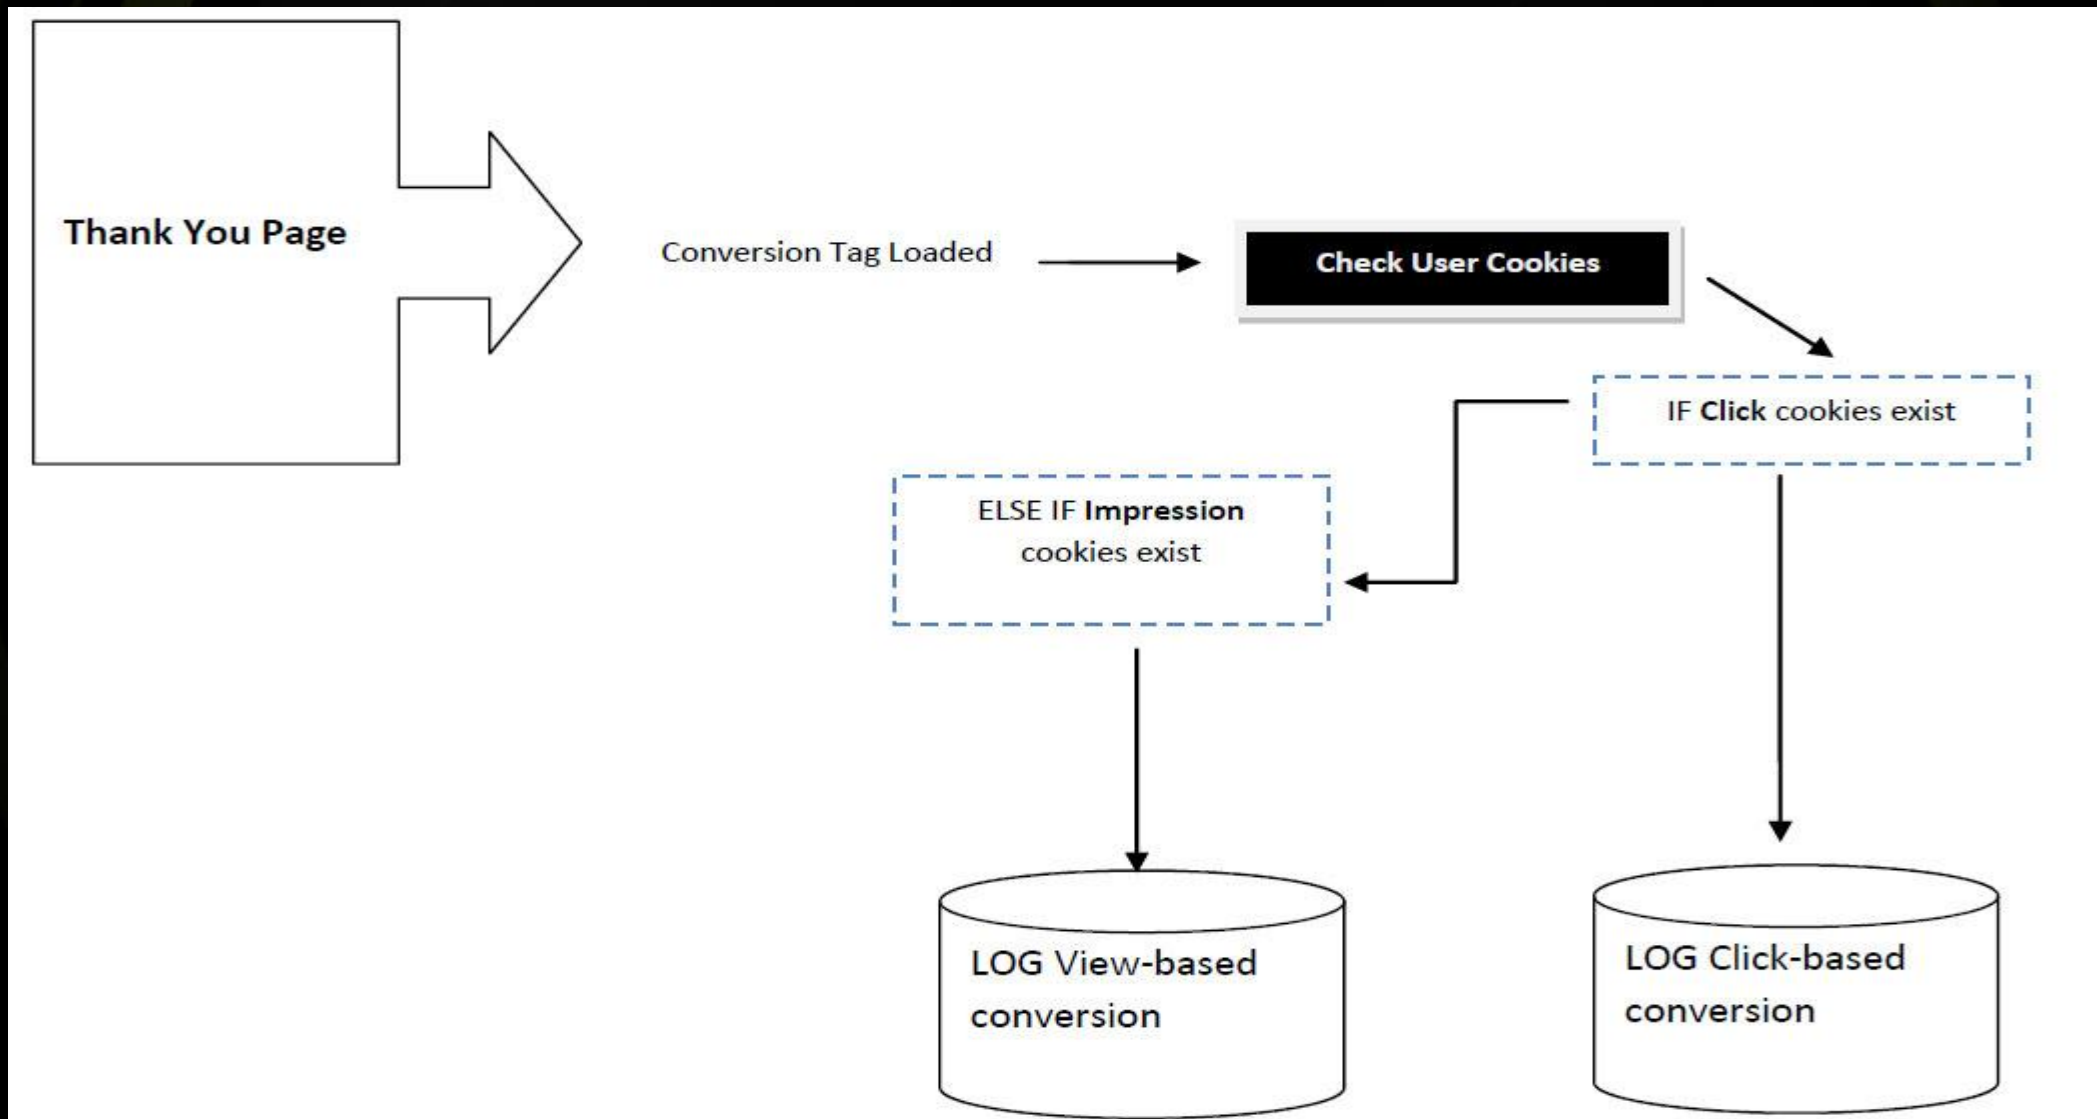 Thank You Page
Conversion Tag Loaded
Check User Cookies
IF Click cookies exist
ELSE IF Impression
cookies exist
LOG View-based
conversion
LOG Click-based
conversion